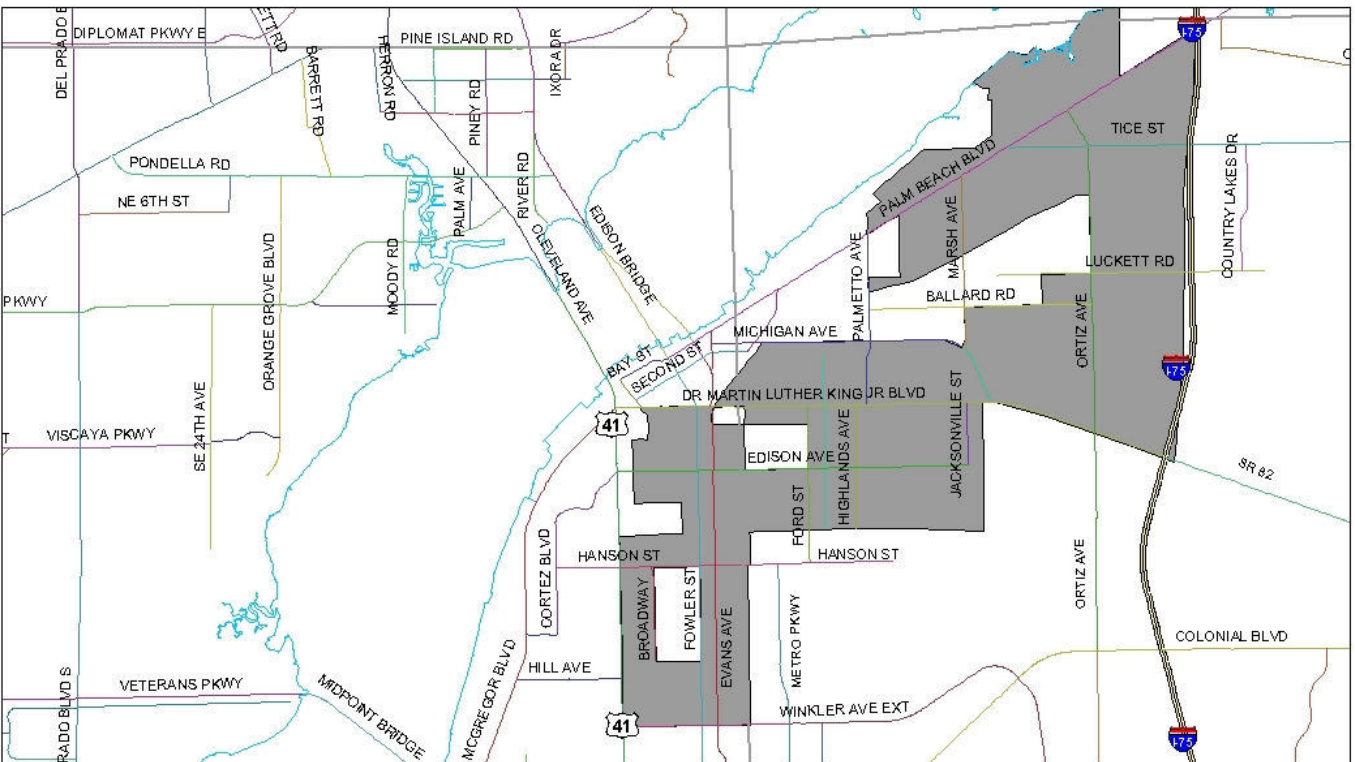 DIPLOMAT PKWY E
ETT RD
PINE ISLAND RD
IXORA DR
I-75
DEL PRADO B
BARRETT RD
HERRON RD
PINEY RD
TICE ST
COUNTRY LAKES DR
PONDELLA RD
PALM BEACH BLVD
NE 6TH ST
PALM AVE
RIVER RD
EDISON BRIDGE
MARSH AVE
ORANGE GROVE BLVD
MOODY RD
CLEVELAND AVE
PALMETTO AVE
LUCKETT RD
PKWY
BALLARD RD
ORTIZ AVE
MICHIGAN AVE
BAY ST
SECOND ST
I-75
SE 24TH AVE
DR MARTIN LUTHER KING JR BLVD
JACKSONVILLE ST
41
T
VISCAYA PKWY
HIGHLANDS AVE
EDISON AVE
SR 82
FORD ST
CORTEZ BLVD
HANSON ST
HANSON ST
BROADWAY
FOWLER ST
ORTIZ AVE
EVANS AVE
METRO PKWY
COLONIAL BLVD
MCGREGOR BLVD
HILL AVE
VETERANS PKWY
MIDPOINT BRIDGE
RADO BLVD S
41
WINKLER AVE EXT
I-75